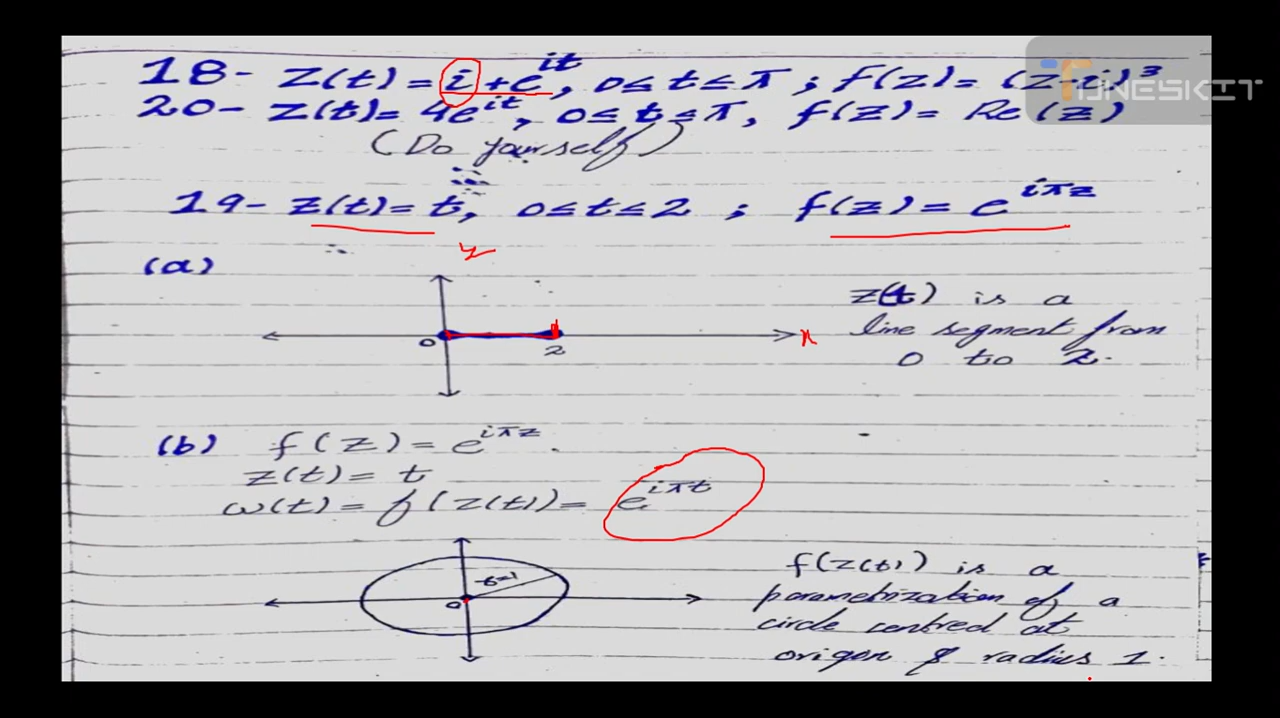 18- Z(t) = i + e^{it}, 0 ≤ t ≤ π ; f(z) = (z-i)^3
TUNESKIT
20- Z(t) = 4e^{it}, 0 ≤ t ≤ π, f(z) = Re(z)
(Do yourself)
19- z(t) = t, 0 ≤ t ≤ 2 ; f(z) = e^{iπz}
y
(a)
z(t) is a
line segment from
0 to 2.
x
0 2
(b) f(z) = e^{iπz}.
z(t) = t
ω(t) = f(z(t)) = e^{iπt}
0
f(z(t)) is a
parametrization of a
circle centred at
origen & radius 1.